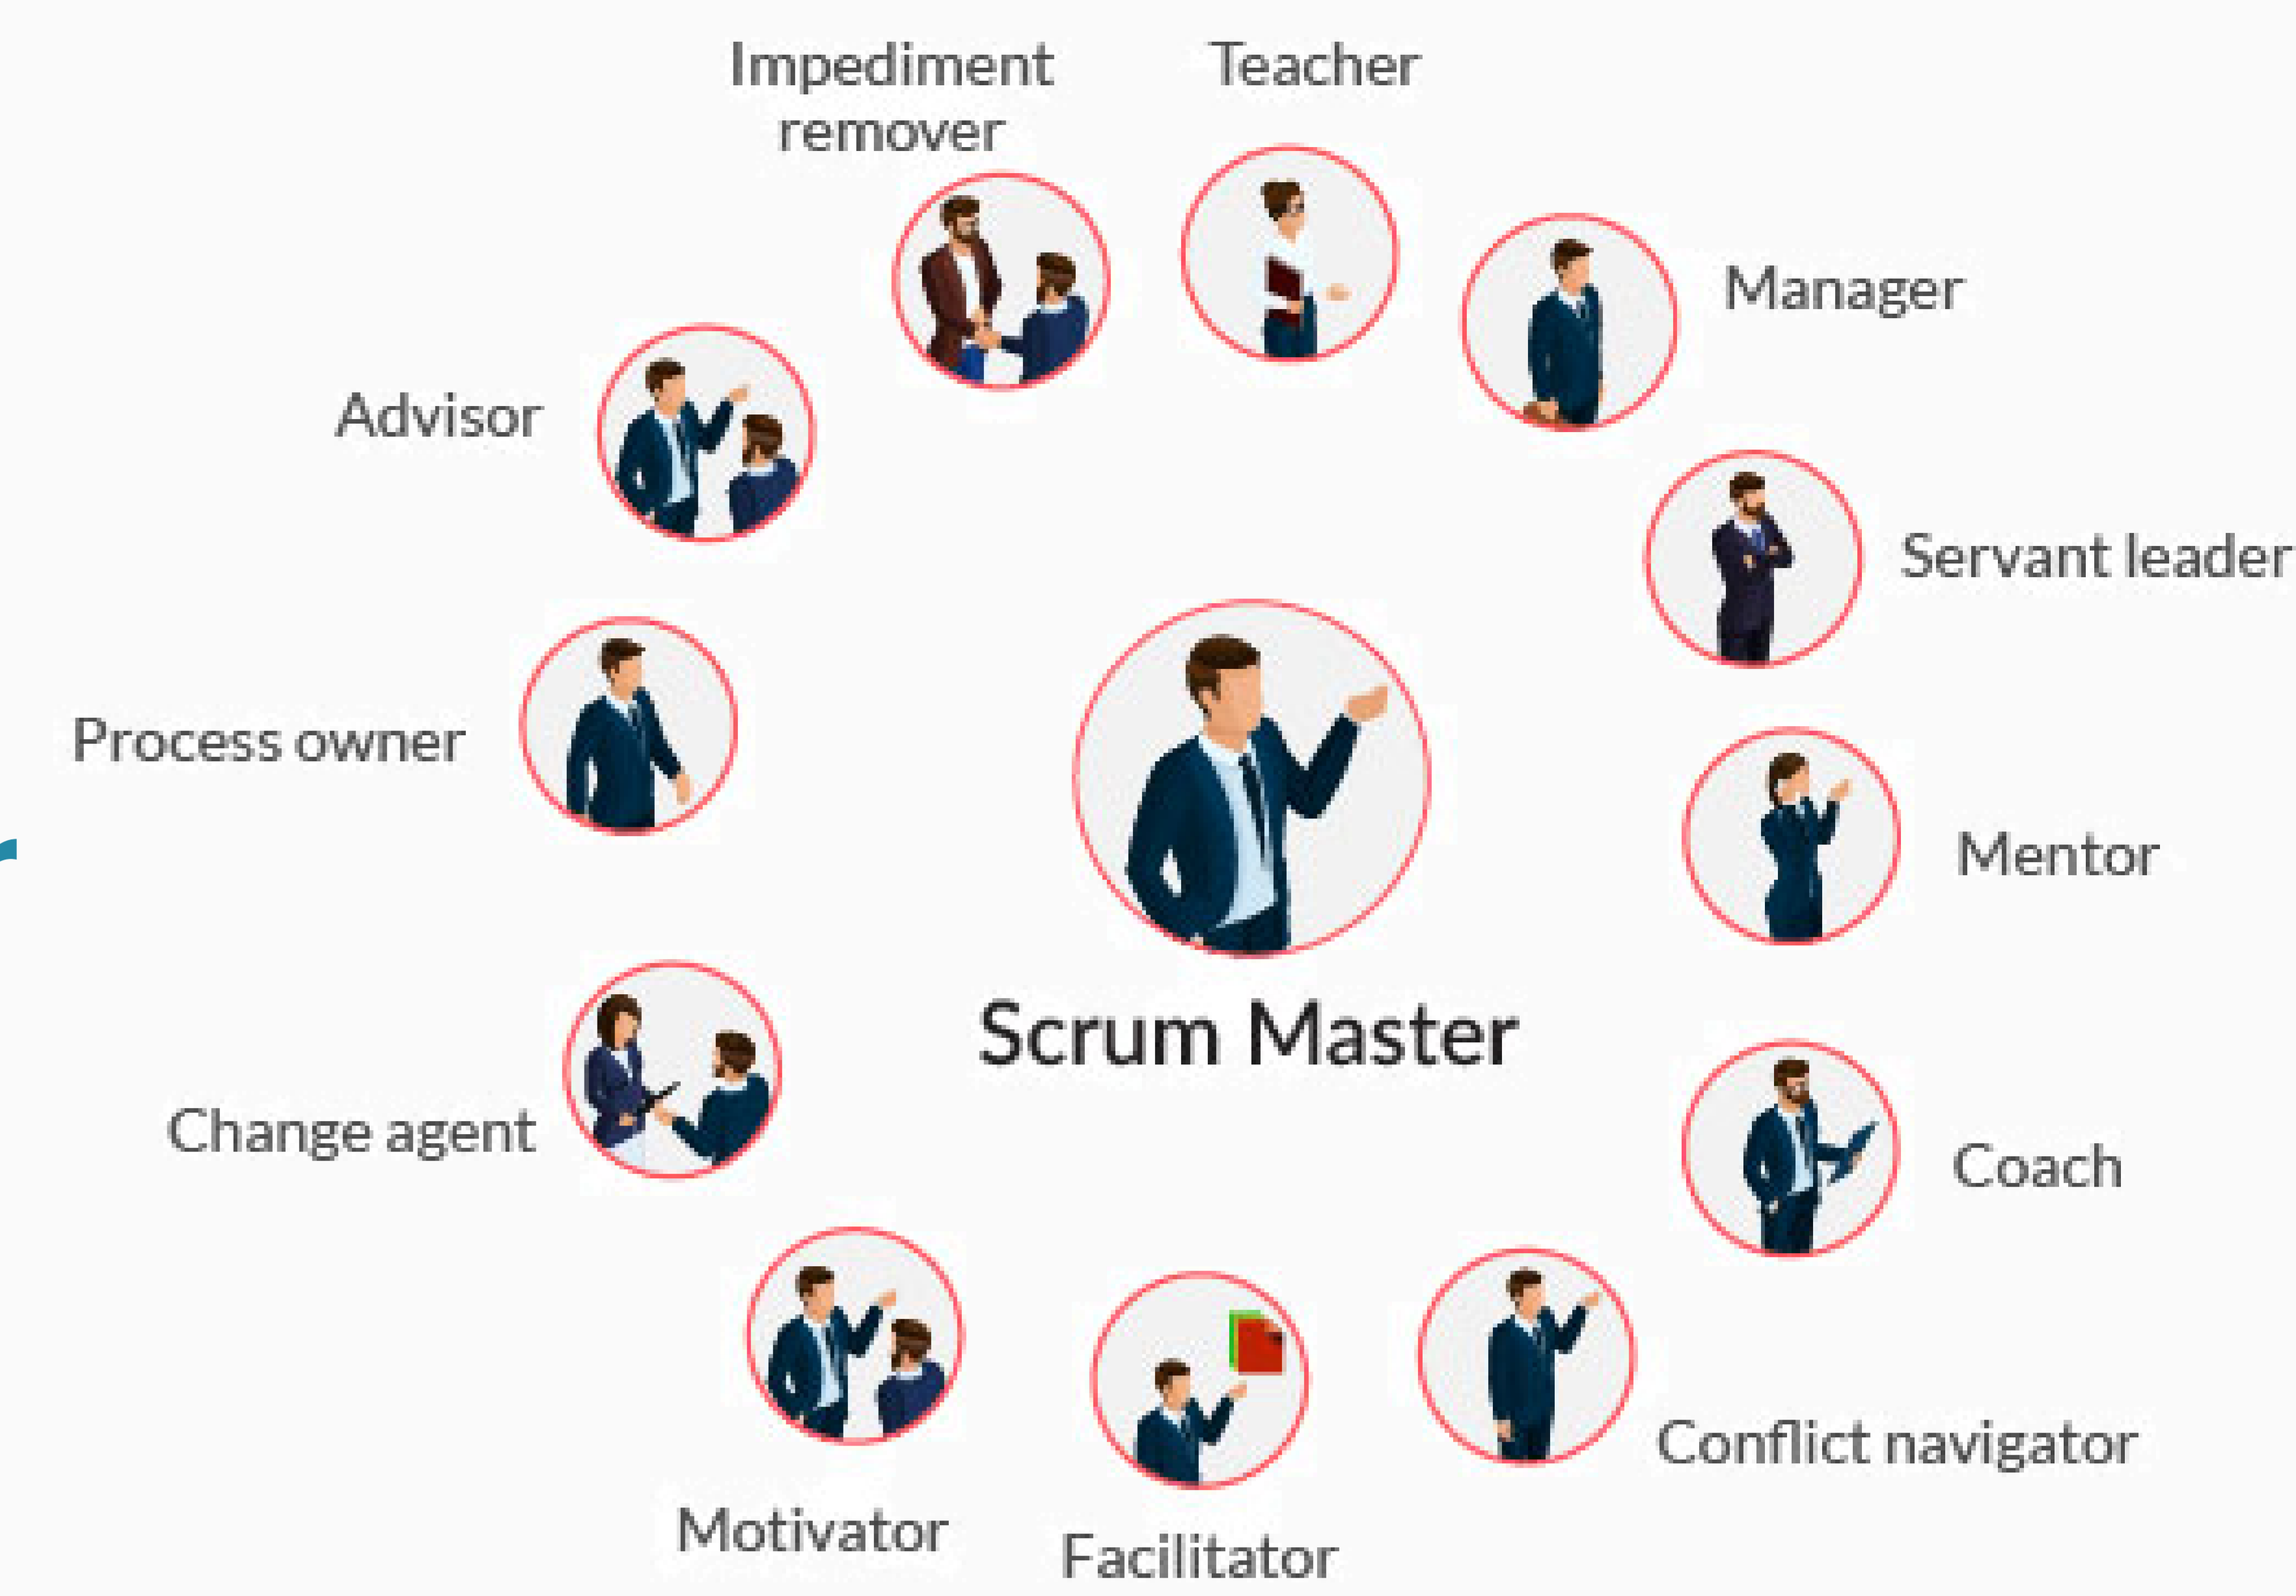 Impediment
remover
Teacher
Manager
Advisor
Servant leader
Process owner
Mentor
Scrum Master
Change agent
Coach
Conflict navigator
Motivator
Facilitator